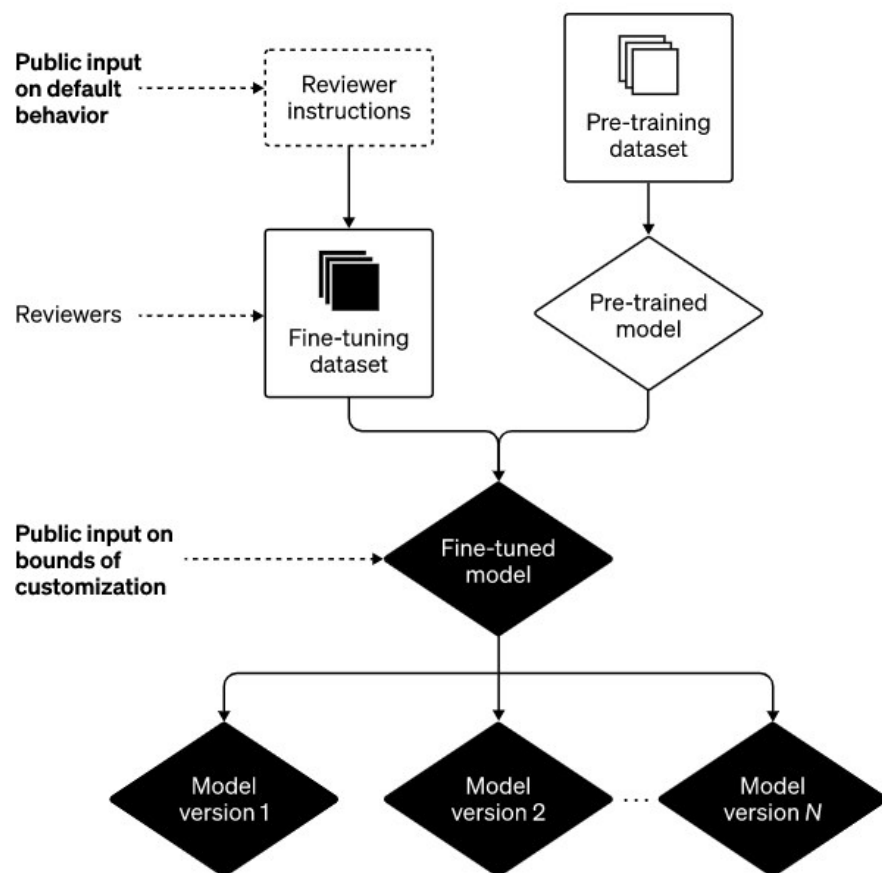 Public input
on default
behavior
Reviewer
instructions
Pre-training
dataset
Reviewers
Fine-tuning
dataset
Pre-trained
model
Public input on
bounds of
customization
Fine-tuned
model
Model
version 1
Model
version 2
...
Model
version N